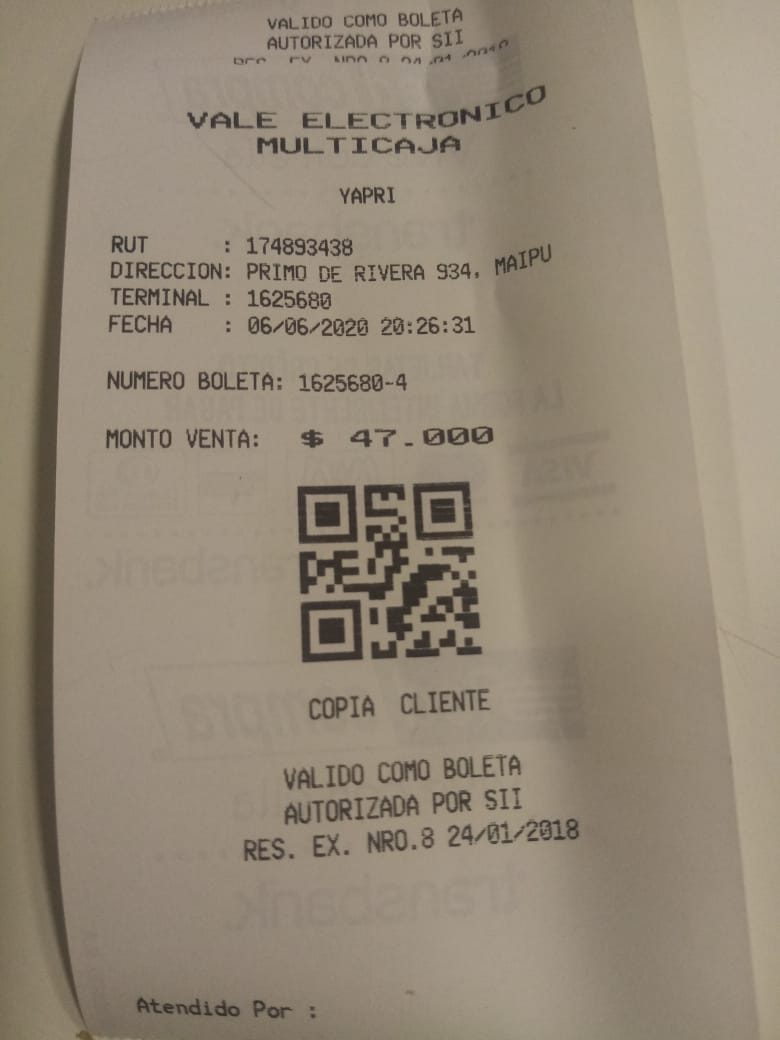 VALIDO COMO BOLETA
AUTORIZADA POR SII
VALE ELECTRONICO
MULTICAJA
YAPRI
RUT : 174893438
DIRECCION: PRIMO DE RIVERA 934, MAIPU
TERMINAL : 1625680
FECHA : 06/06/2020 20:26:31
NUMERO BOLETA: 1625680-4
MONTO VENTA: $ 47.000
COPIA CLIENTE
VALIDO COMO BOLETA
AUTORIZADA POR SII
RES. EX. NRO.8 24/01/2018
Atendido Por :